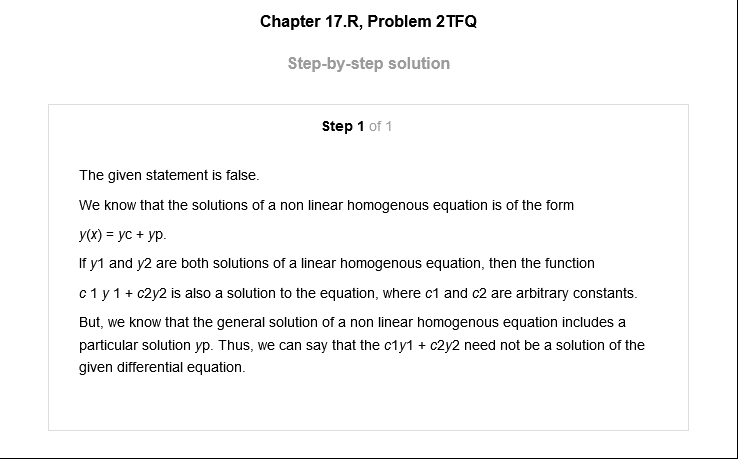 Chapter 17.R, Problem 2TFQ
Step-by-step solution
Step 1 of 1
The given statement is false.
We know that the solutions of a non linear homogenous equation is of the form
y(x) = yc + yp.
If y1 and y2 are both solutions of a linear homogenous equation, then the function
c 1 y 1 + c2y2 is also a solution to the equation, where c1 and c2 are arbitrary constants.
But, we know that the general solution of a non linear homogenous equation includes a
particular solution yp. Thus, we can say that the c1y1 + c2y2 need not be a solution of the
given differential equation.